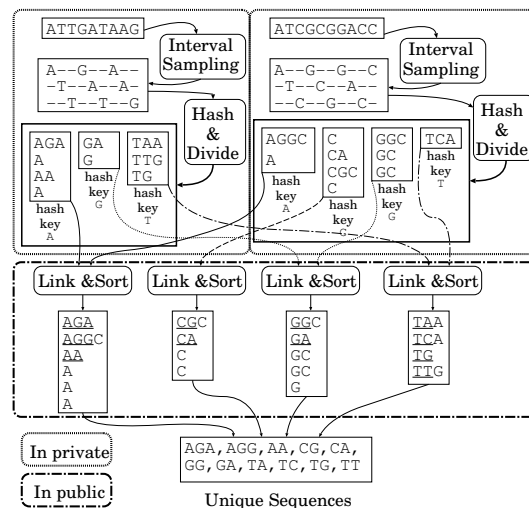 ATTGATAAG
Interval
Sampling
A--G--A--
-T--A--A-
--T--T--G
Hash
&
Divide
AGA
A
AA
A
hash
key
A
GA
G
hash
key
G
TAA
TTG
TG
hash
key
T
ATCGCGGACC
Interval
Sampling
A--G--G--C
-T--C--A--
--C--G--C-
Hash
&
Divide
AGGC
A
hash
key
A
C
CA
CGC
C
hash
key
G
GGC
GC
GC
hash
key
G
TCA
hash
key
T
Link &Sort
Link &Sort
Link &Sort
Link &Sort
AGA
AGGC
AA
A
A
A
CGC
CA
C
C
GGC
GA
GC
GC
G
TAA
TCA
TG
TTG
AGA,AGG,AA,CG,CA,
GG,GA,TA,TC,TG,TT
Unique Sequences
In private
In public